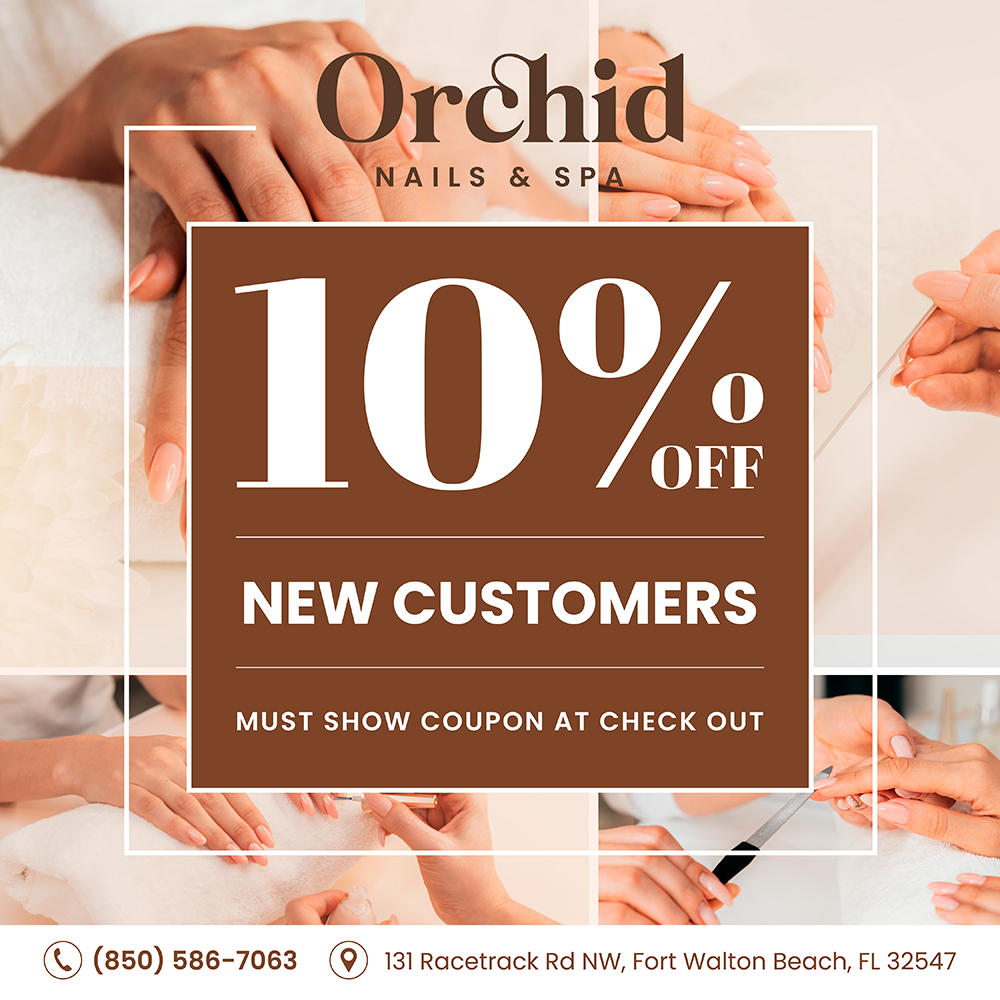 Orchid
NAILS & SPA
10%
OFF
NEW CUSTOMERS
MUST SHOW COUPON AT CHECK OUT
(850) 586-7063
131 Racetrack Rd NW, Fort Walton Beach, FL 32547